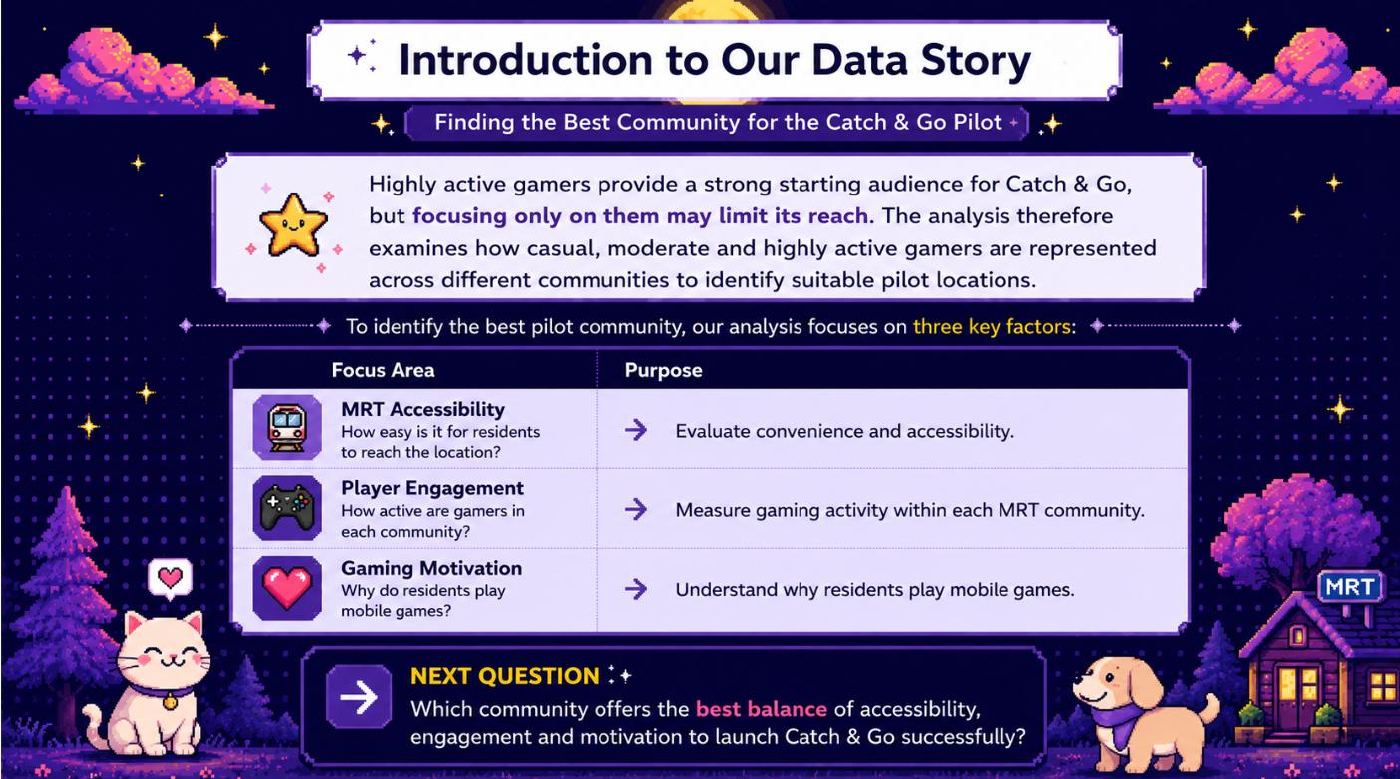 Introduction to Our Data Story
Finding the Best Community for the Catch & Go Pilot
Highly active gamers provide a strong starting audience for Catch & Go,
but focusing only on them may limit its reach. The analysis therefore
examines how casual, moderate and highly active gamers are represented
across different communities to identify suitable pilot locations.
To identify the best pilot community, our analysis focuses on three key factors:
Focus Area
Purpose
MRT Accessibility
How easy is it for residents
to reach the location?
Evaluate convenience and accessibility.
Player Engagement
How active are gamers in
each community?
Measure gaming activity within each MRT community.
Gaming Motivation
Why do residents play
mobile games?
Understand why residents play mobile games.
MRT
NEXT QUESTION
Which community offers the best balance of accessibility,
engagement and motivation to launch Catch & Go successfully?